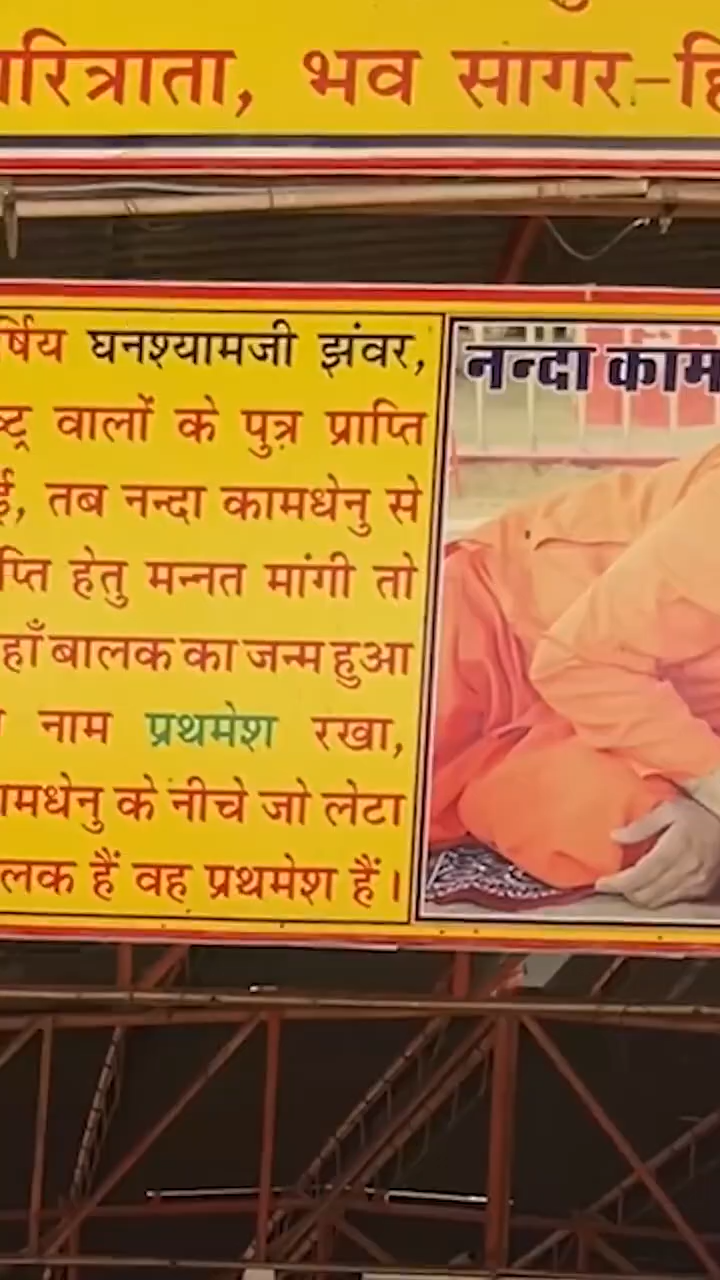 रित्राता, भव सागर-हि
र्षिय घनश्यामजी झंवर,
ष्ट्र वालों के पुत्र प्राप्ति
ई, तब नन्दा कामधेनु से
प्ति हेतु मन्नत मांगी तो
हाँ बालक का जन्म हुआ
नाम प्रथमेश रखा,
मधेनु के नीचे जो लेटा
लक हैं वह प्रथमेश हैं।
नन्दा काम